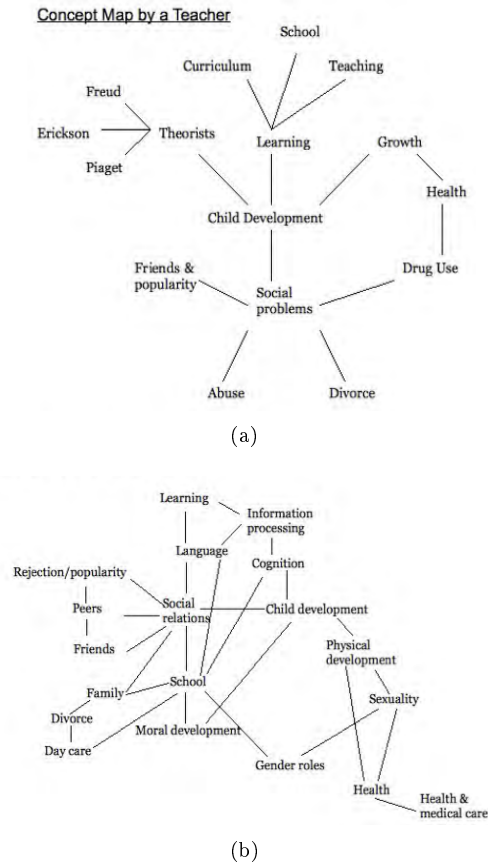 Concept Map by a Teacher
School
Curriculum
Teaching
Freud
Erickson
Theorists
Learning
Growth
Piaget
Health
Child Development
Friends &
popularity
Drug Use
Social
problems
Abuse
Divorce
(a)
Learning
Information
processing
Language
Cognition
Rejection/popularity
Peers
Social
relations
Child development
Friends
Physical
development
School
Family
Sexuality
Divorce
Moral development
Day care
Gender roles
Health
Health &
medical care
(b)